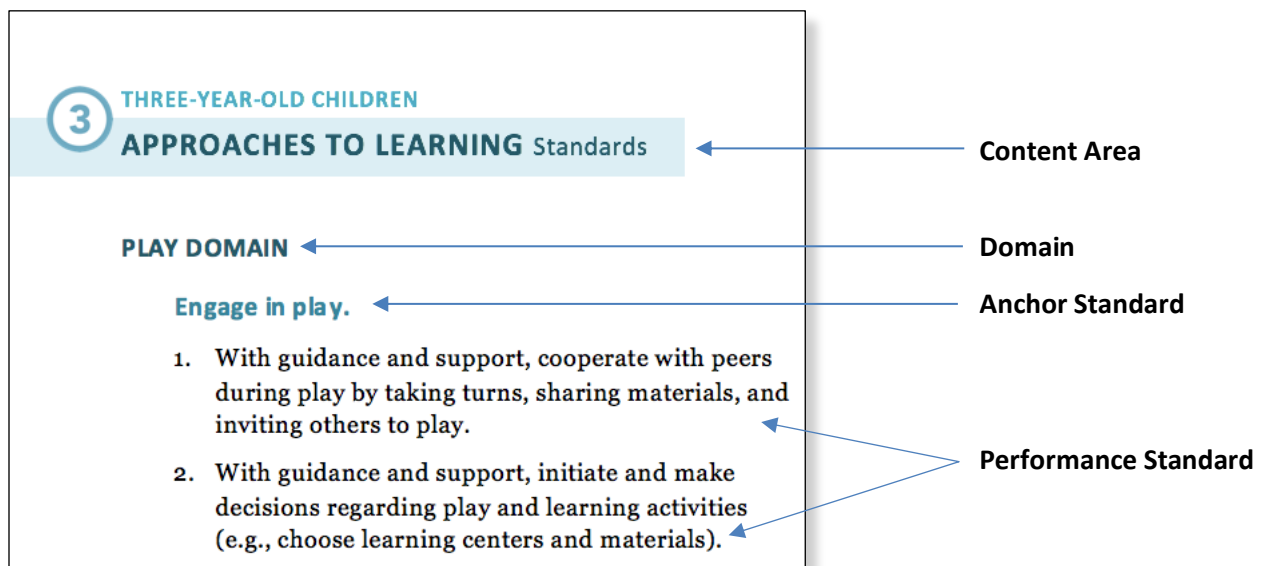 3
THREE-YEAR-OLD CHILDREN
APPROACHES TO LEARNING Standards
Content Area
PLAY DOMAIN
Domain
Engage in play.
Anchor Standard
1. With guidance and support, cooperate with peers
during play by taking turns, sharing materials, and
inviting others to play.
2. With guidance and support, initiate and make
decisions regarding play and learning activities
(e.g., choose learning centers and materials).
Performance Standard